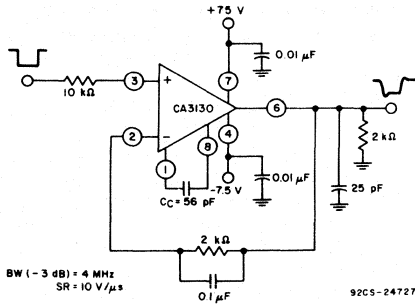 +75 V
0.01 µF
7
3
+
10 kΩ
CA3130
6
2
–
4
8
1
2 kΩ
-7.5 V
0.01 µF
25 pF
CC= 56 pF
2 kΩ
0.1 µF
BW (– 3 dB) = 4 MHz
SR = 10 V/µs
92CS-24727